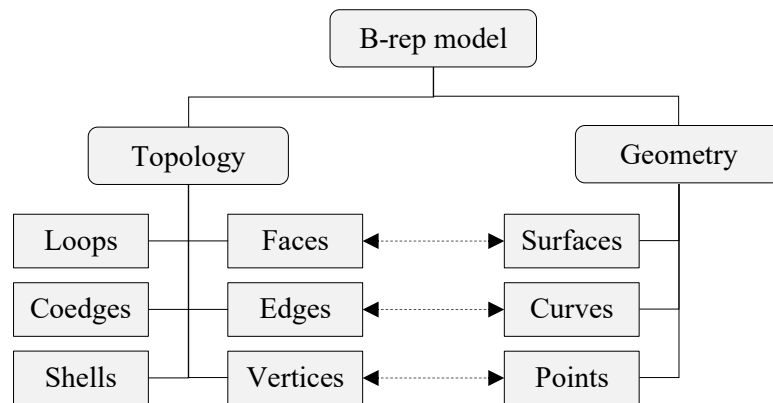 B-rep model
Topology
Geometry
Loops
Faces
Surfaces
Coedges
Edges
Curves
Shells
Vertices
Points